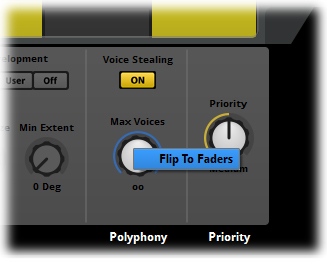 elopment
Voice Stealing
User
Off
ON
Priority
Max Voices
Min Extent
Flip To Faders
0 Deg
oo
Medium
Polyphony
Priority